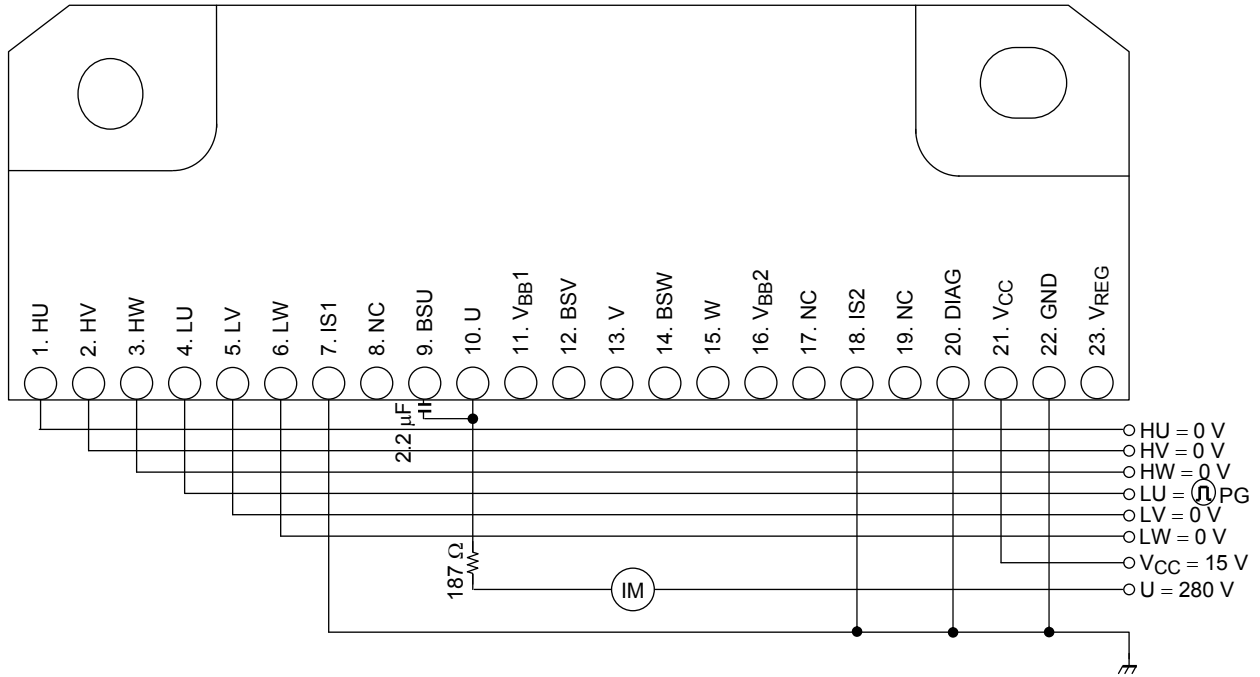 1. HU
2. HV
3. HW
4. LU
5. LV
6. LW
7. IS1
8. NC
9. BSU
10. U
11. VBB1
12. BSV
13. V
14. BSW
15. W
16. VBB2
17. NC
18. IS2
19. NC
20. DIAG
21. VCC
22. GND
23. VREG
2.2 μF
HU = 0 V
HV = 0 V
HW = 0 V
LU = PG
LV = 0 V
LW = 0 V
187 Ω
VCC = 15 V
IM
U = 280 V